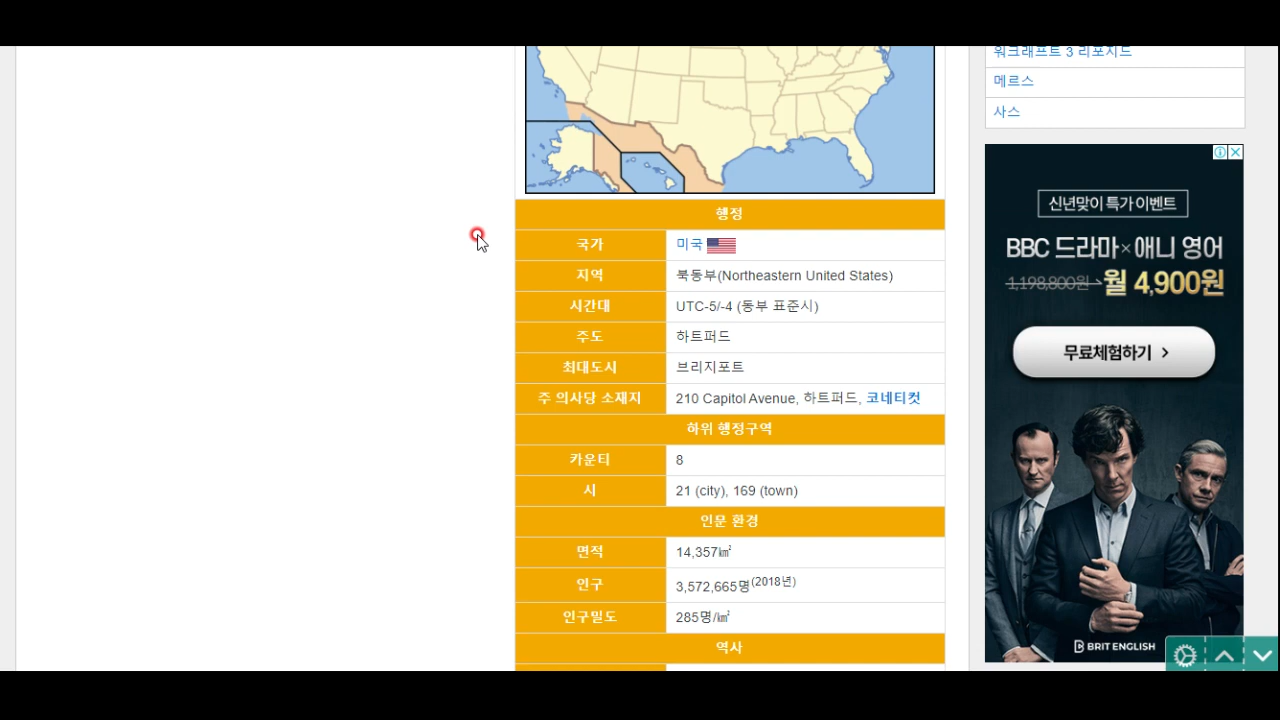 워크래프트 3 리포지드
메르스
사스
행정
국가 미국
지역 북동부(Northeastern United States)
시간대 UTC-5/-4 (동부 표준시)
주도 하트퍼드
최대도시 브리지포트
주 의사당 소재지 210 Capitol Avenue, 하트퍼드, 코네티컷
하위 행정구역
카운티 8
시 21 (city), 169 (town)
인문 환경
면적 14,357㎢
인구 3,572,665명(2018년)
인구밀도 285명/㎢
역사
신년맞이 특가 이벤트
BBC 드라마×애니 영어
1,198,800원→월 4,900원
무료체험하기 >
BRIT ENGLISH